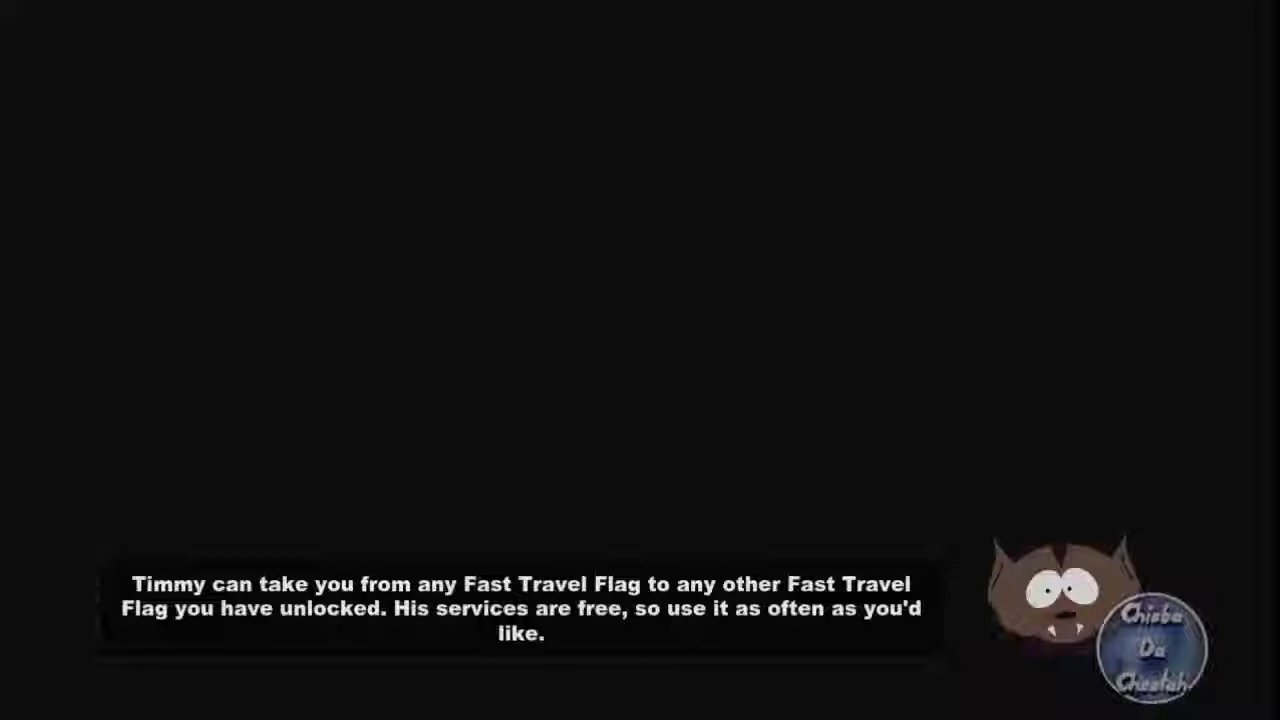 Timmy can take you from any Fast Travel Flag to any other Fast Travel
Flag you have unlocked. His services are free, so use it as often as you'd
like.
Chisba
Da
Cheetah